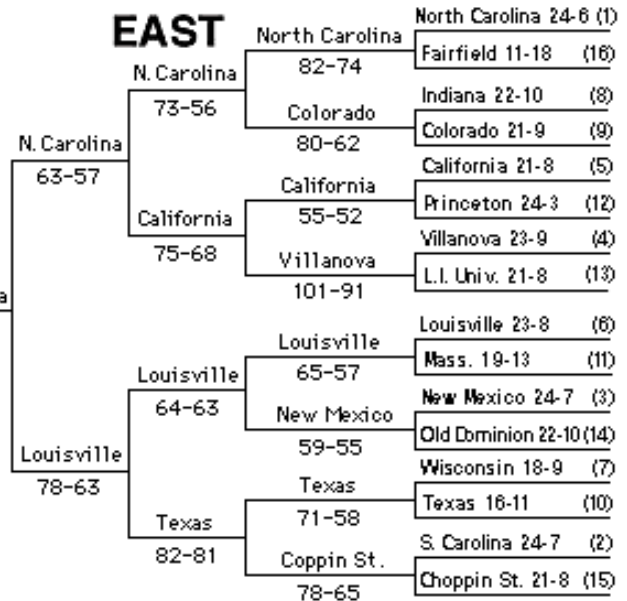 EAST
North Carolina 24-6 (1)
North Carolina
82-74
Fairfield 11-18 (16)
N. Carolina
73-56
Indiana 22-10 (8)
Colorado
80-62
Colorado 21-9 (9)
N. Carolina
63-57
California 21-8 (5)
California
55-52
Princeton 24-3 (12)
California
75-68
Villanova 23-9 (4)
Villanova
101-91
L.I. Univ. 21-8 (13)
a
Louisville 23-8 (6)
Louisville
65-57
Mass. 19-13 (11)
Louisville
64-63
New Mexico 24-7 (3)
New Mexico
59-55
Old Dominion 22-10 (14)
Louisville
78-63
Wisconsin 18-9 (7)
Texas
71-58
Texas 16-11 (10)
Texas
82-81
S. Carolina 24-7 (2)
Coppin St.
78-65
Choppin St. 21-8 (15)